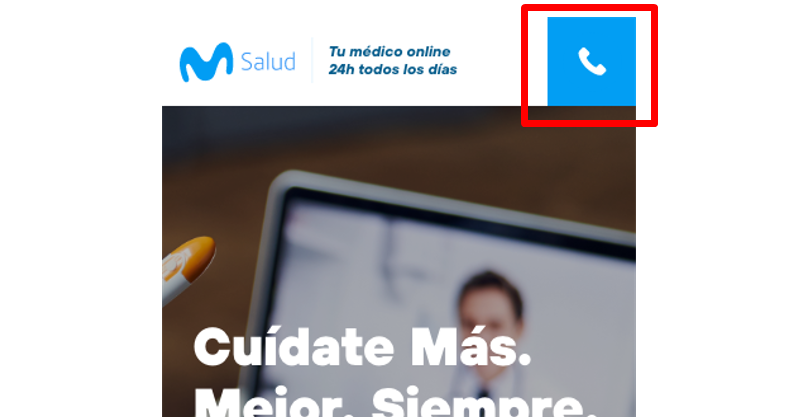 Salud
Tu médico online
24h todos los días
Cuídate Más.
Mejor. Siempre.